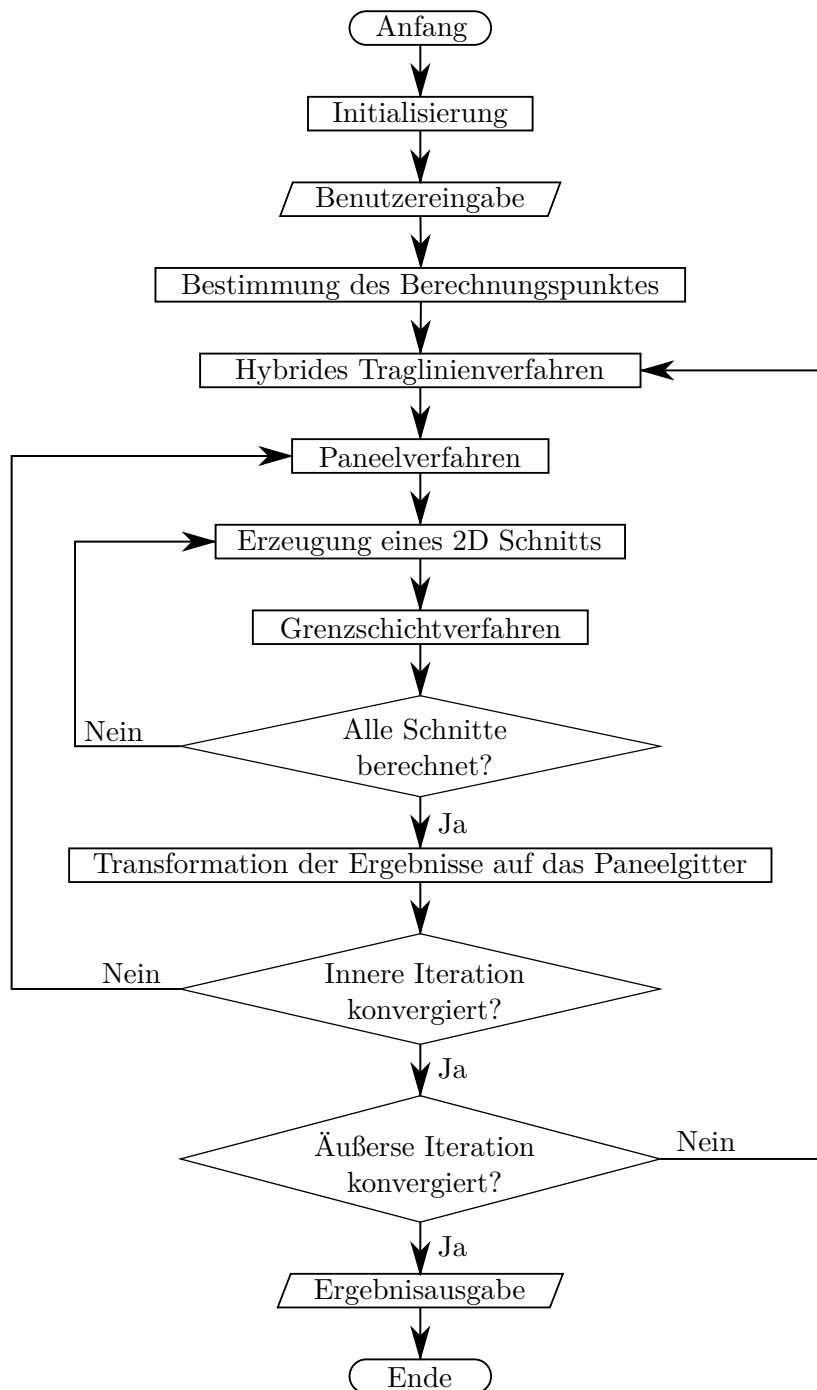 Anfang
Initialisierung
Benutzereingabe
Bestimmung des Berechnungspunktes
Hybrides Traglinienverfahren
Paneelverfahren
Erzeugung eines 2D Schnitts
Grenzschichtverfahren
Nein
Alle Schnitte
berechnet?
Ja
Transformation der Ergebnisse auf das Paneelgitter
Nein
Innere Iteration
konvergiert?
Ja
Äußerse Iteration
konvergiert?
Nein
Ja
Ergebnisausgabe
Ende